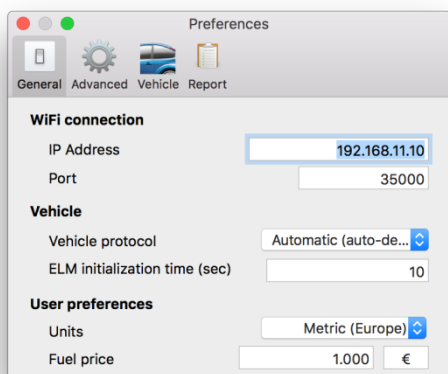 Preferences
General Advanced Vehicle Report
WiFi connection
IP Address 192.168.11.10
Port 35000
Vehicle
Vehicle protocol Automatic (auto-de...
ELM initialization time (sec) 10
User preferences
Units Metric (Europe)
Fuel price 1.000 €